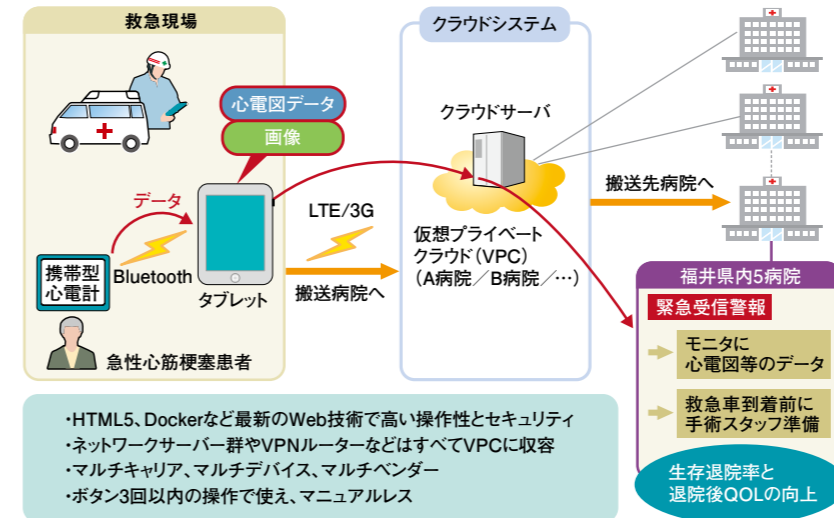 救急現場
心電図データ
画像
データ
Bluetooth
携帯型
心電計
タブレット
急性心筋梗塞患者
LTE/3G
搬送病院へ
クラウドシステム
クラウドサーバ
仮想プライベート
クラウド（VPC）
（A病院／B病院／…）
搬送先病院へ
福井県内5病院
緊急受信警報
モニタに
心電図等のデータ
救急車到着前に
手術スタッフ準備
生存退院率と
退院後QOLの向上
・HTML5、Dockerなど最新のWeb技術で高い操作性とセキュリティ
・ネットワークサーバー群やVPNルーターなどはすべてVPCに収容
・マルチキャリア、マルチデバイス、マルチベンダー
・ボタン3回以内の操作で使え、マニュアルレス